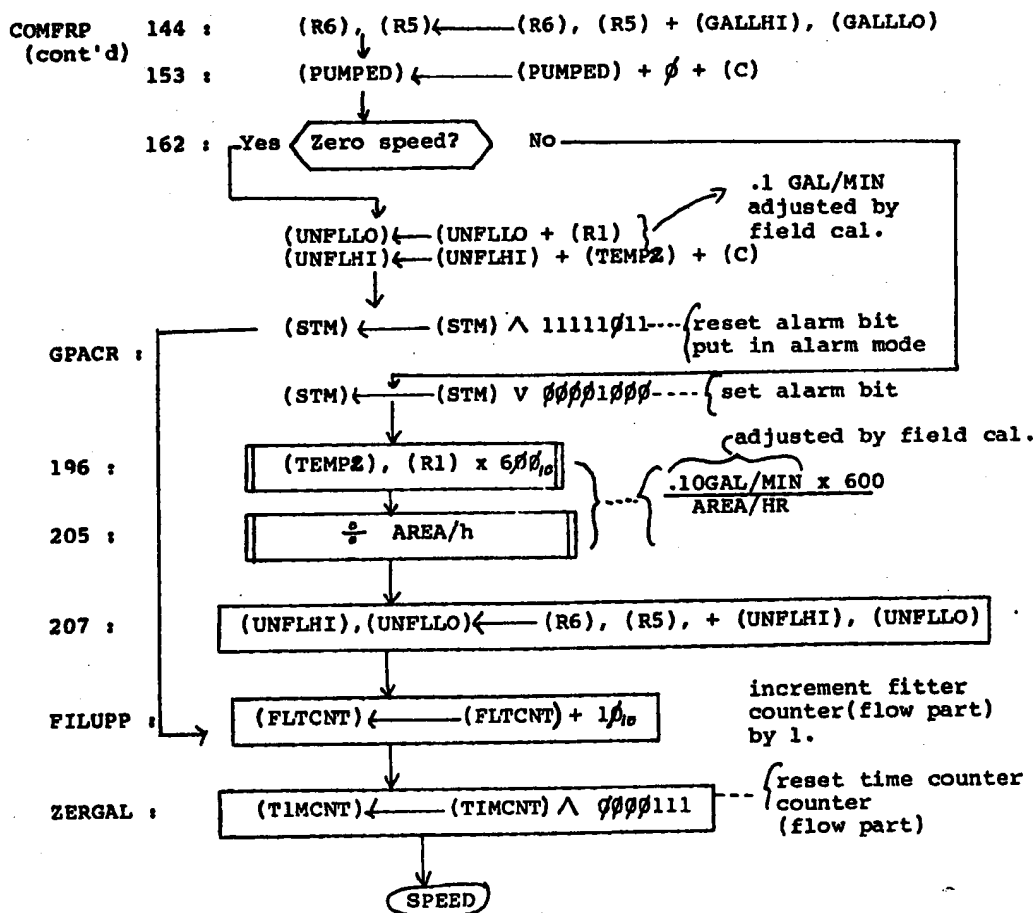 COMFRP 144 : (R6), (R5)←(R6), (R5) + (GALLHI), (GALLLO)
(cont'd)
153 : (PUMPED)←(PUMPED) + ∅ + (C)
162 : Yes Zero speed? No
.1 GAL/MIN
adjusted by
field cal.
(UNFLLO)←(UNFLLO + (R1)
(UNFLHI)←(UNFLHI) + (TEMP2) + (C)
(STM)←(STM) ∧ 11111∅11----reset alarm bit
put in alarm mode
GPACR :
(STM)←(STM) V ∅∅∅∅1∅∅∅----set alarm bit
adjusted by field cal.
196 : (TEMP2), (R1) x 6∅∅₁₀
.10GAL/MIN x 600
AREA/HR
205 : ÷ AREA/h
207 : (UNFLHI),(UNFLLO)←(R6), (R5), + (UNFLHI), (UNFLLO)
FILUPP : (FLTCNT)←(FLTCNT) + 1∅₁₀
increment fitter
counter(flow part)
by 1.
ZERGAL : (T1MCNT)←(TIMCNT) ∧ ∅∅∅∅111
reset time counter
counter
(flow part)
SPEED